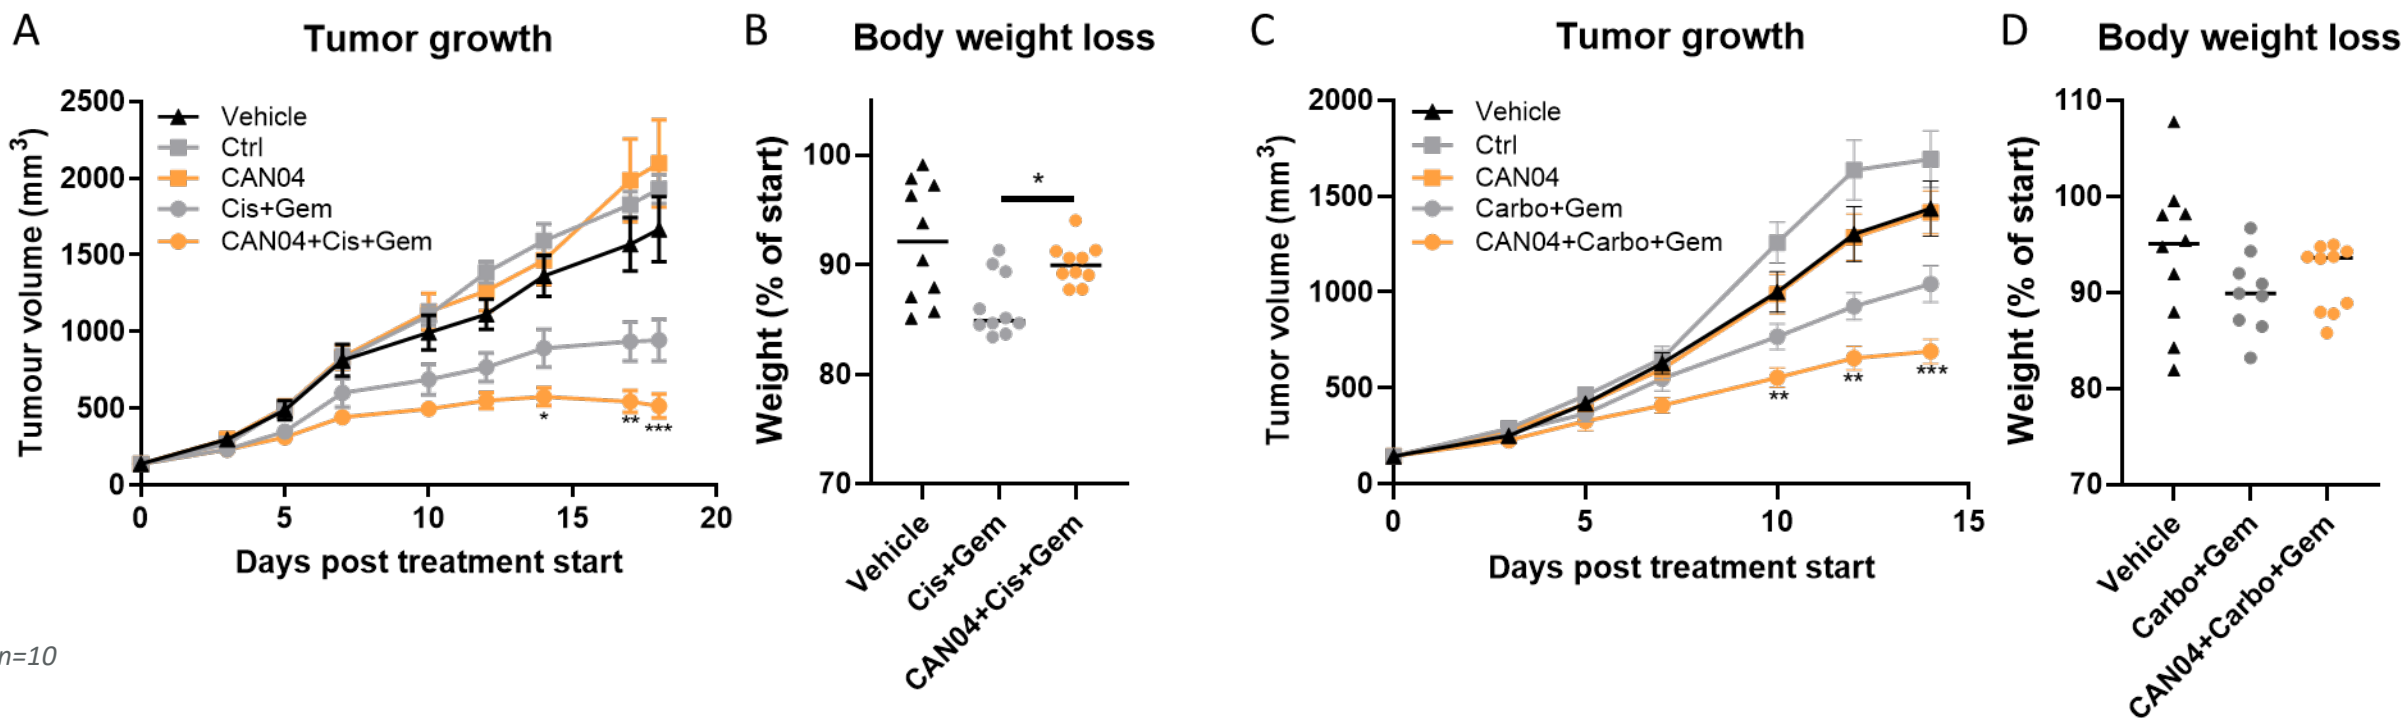 A
Tumor growth
Tumour volume (mm³)
2500
2000
1500
1000
500
0
Vehicle
Ctrl
CAN04
Cis+Gem
CAN04+Cis+Gem
*
**
***
0 5 10 15 20
Days post treatment start
n=10
B
Body weight loss
Weight (% of start)
100
90
80
70
*
Vehicle
Cis+Gem
CAN04+Cis+Gem
C
Tumor growth
Tumor volume (mm³)
2000
1500
1000
500
0
Vehicle
Ctrl
CAN04
Carbo+Gem
CAN04+Carbo+Gem
**
**
***
0 5 10 15
Days post treatment start
D
Body weight loss
Weight (% of start)
110
100
90
80
70
Vehicle
Carbo+Gem
CAN04+Carbo+Gem